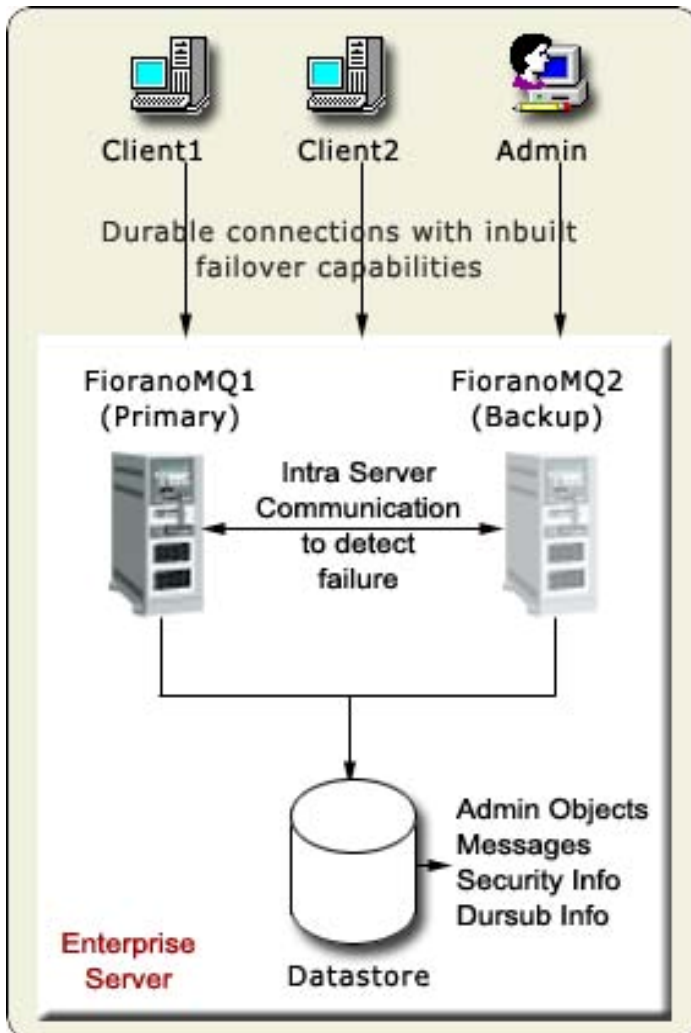 Client1
Client2
Admin
Durable connections with inbuilt
failover capabilities
FioranoMQ1
(Primary)
FioranoMQ2
(Backup)
Intra Server
Communication
to detect
failure
Admin Objects
Messages
Security Info
Dursub Info
Enterprise
Server
Datastore